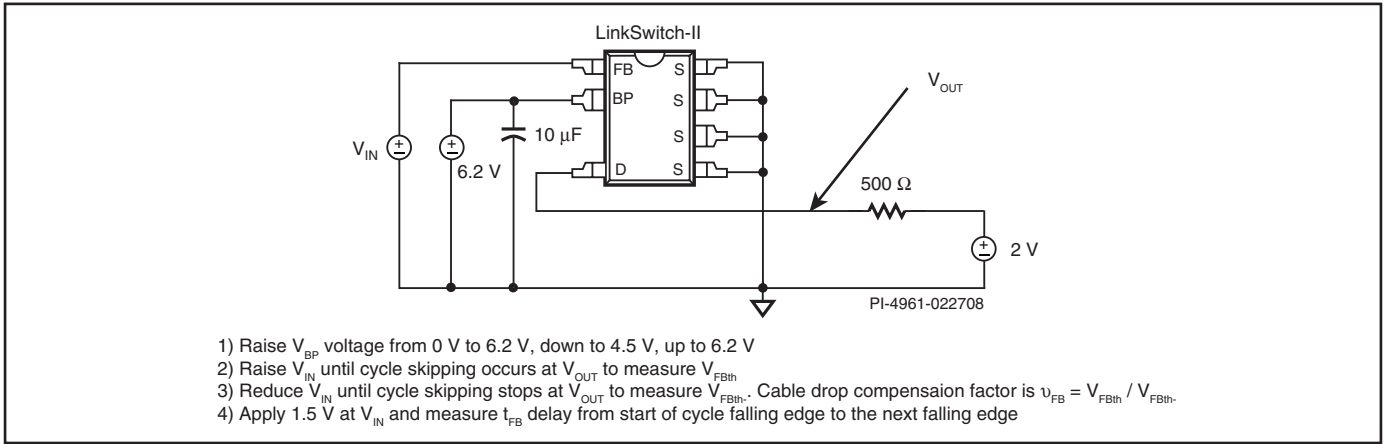 LinkSwitch-II
FB S
BP S
S
D S
10 μF
V_IN
6.2 V
V_OUT
500 Ω
2 V
PI-4961-022708
1) Raise V_BP voltage from 0 V to 6.2 V, down to 4.5 V, up to 6.2 V
2) Raise V_IN until cycle skipping occurs at V_OUT to measure V_FBth
3) Reduce V_IN until cycle skipping stops at V_OUT to measure V_FBth-. Cable drop compensaion factor is υ_FB = V_FBth / V_FBth-
4) Apply 1.5 V at V_IN and measure t_FB delay from start of cycle falling edge to the next falling edge